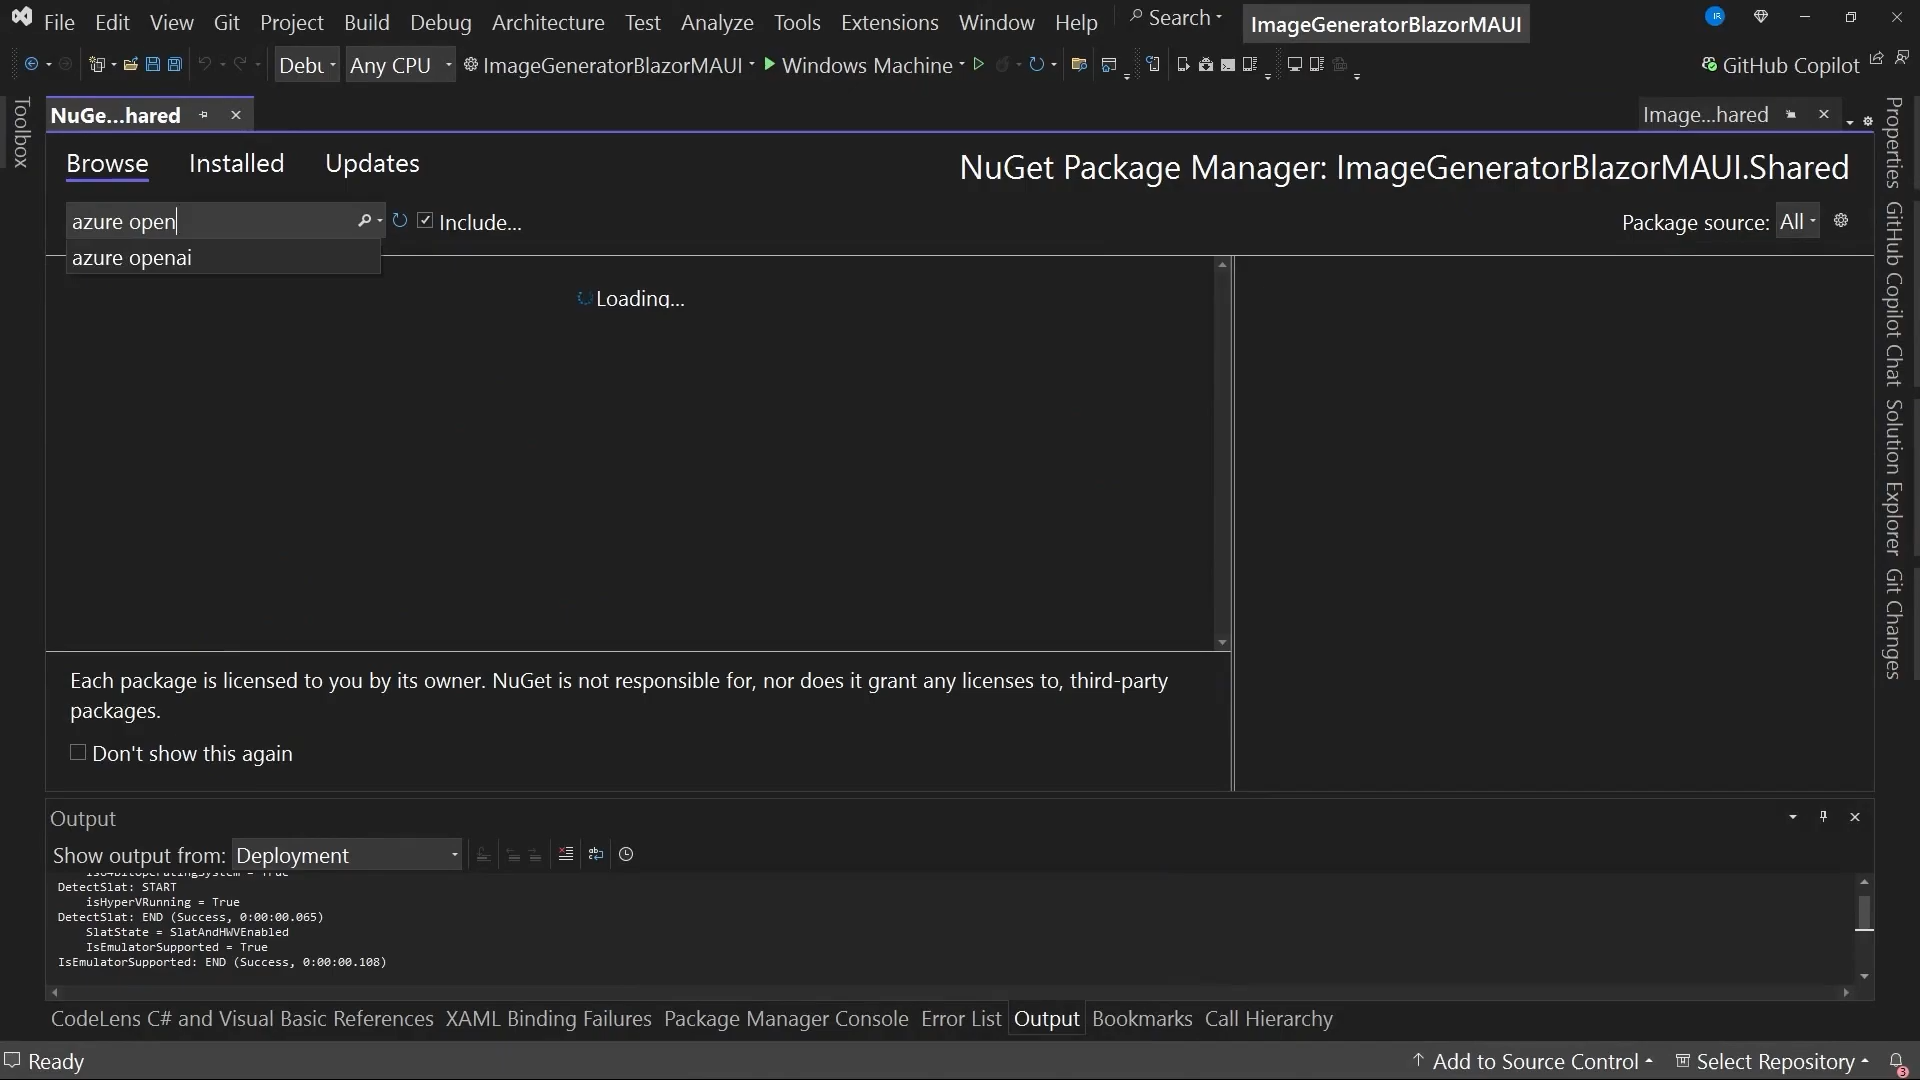 File Edit View Git Project Build Debug Architecture Test Analyze Tools Extensions Window Help Search ImageGeneratorBlazorMAUI IR
Debu Any CPU ImageGeneratorBlazorMAUI Windows Machine GitHub Copilot
Toolbox
NuGe...hared Image...hared
Browse Installed Updates NuGet Package Manager: ImageGeneratorBlazorMAUI.Shared
azure open Include... Package source: All
azure openai
Loading...
Each package is licensed to you by its owner. NuGet is not responsible for, nor does it grant any licenses to, third-party
packages.
Don't show this again
Properties
GitHub Copilot Chat
Solution Explorer
Git Changes
Output
Show output from: Deployment
is64BitOperatingSystem = True
DetectSlat: START
isHyperVRunning = True
DetectSlat: END (Success, 0:00:00.065)
SlatState = SlatAndHWVEnabled
IsEmulatorSupported = True
IsEmulatorSupported: END (Success, 0:00:00.108)
CodeLens C# and Visual Basic References XAML Binding Failures Package Manager Console Error List Output Bookmarks Call Hierarchy
Ready Add to Source Control Select Repository 3